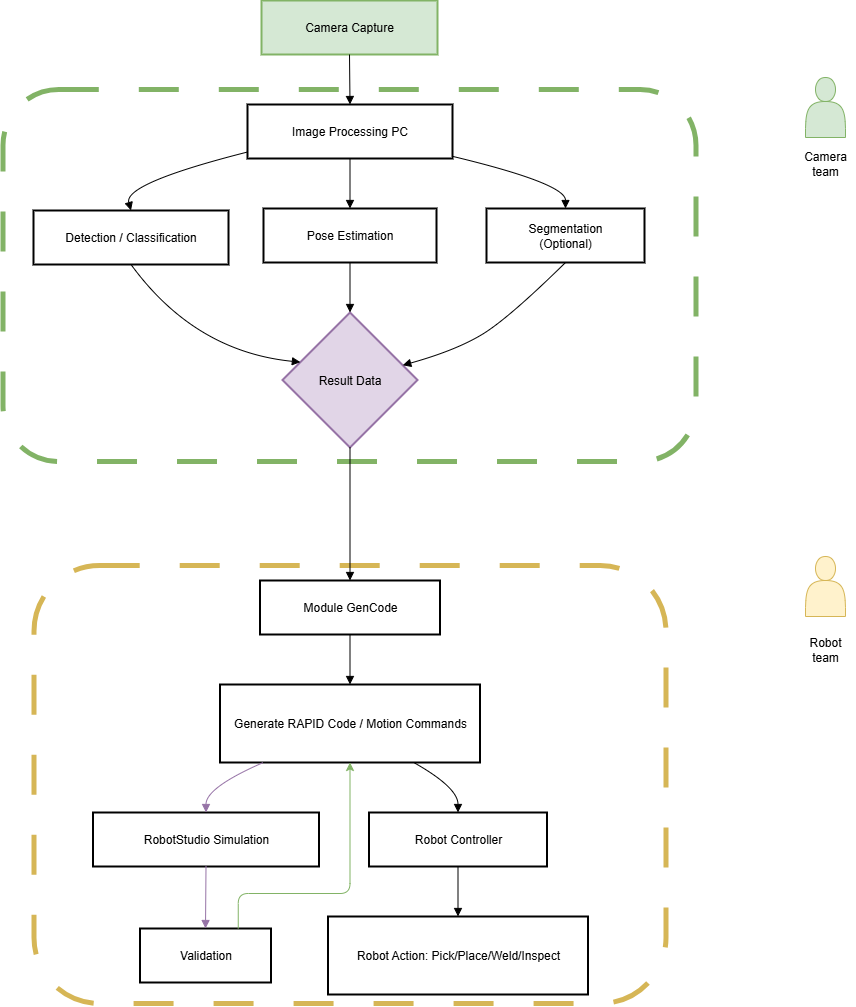 Camera Capture
Image Processing PC
Camera
team
Detection / Classification
Pose Estimation
Segmentation
(Optional)
Result Data
Module GenCode
Robot
team
Generate RAPID Code / Motion Commands
RobotStudio Simulation
Robot Controller
Validation
Robot Action: Pick/Place/Weld/Inspect